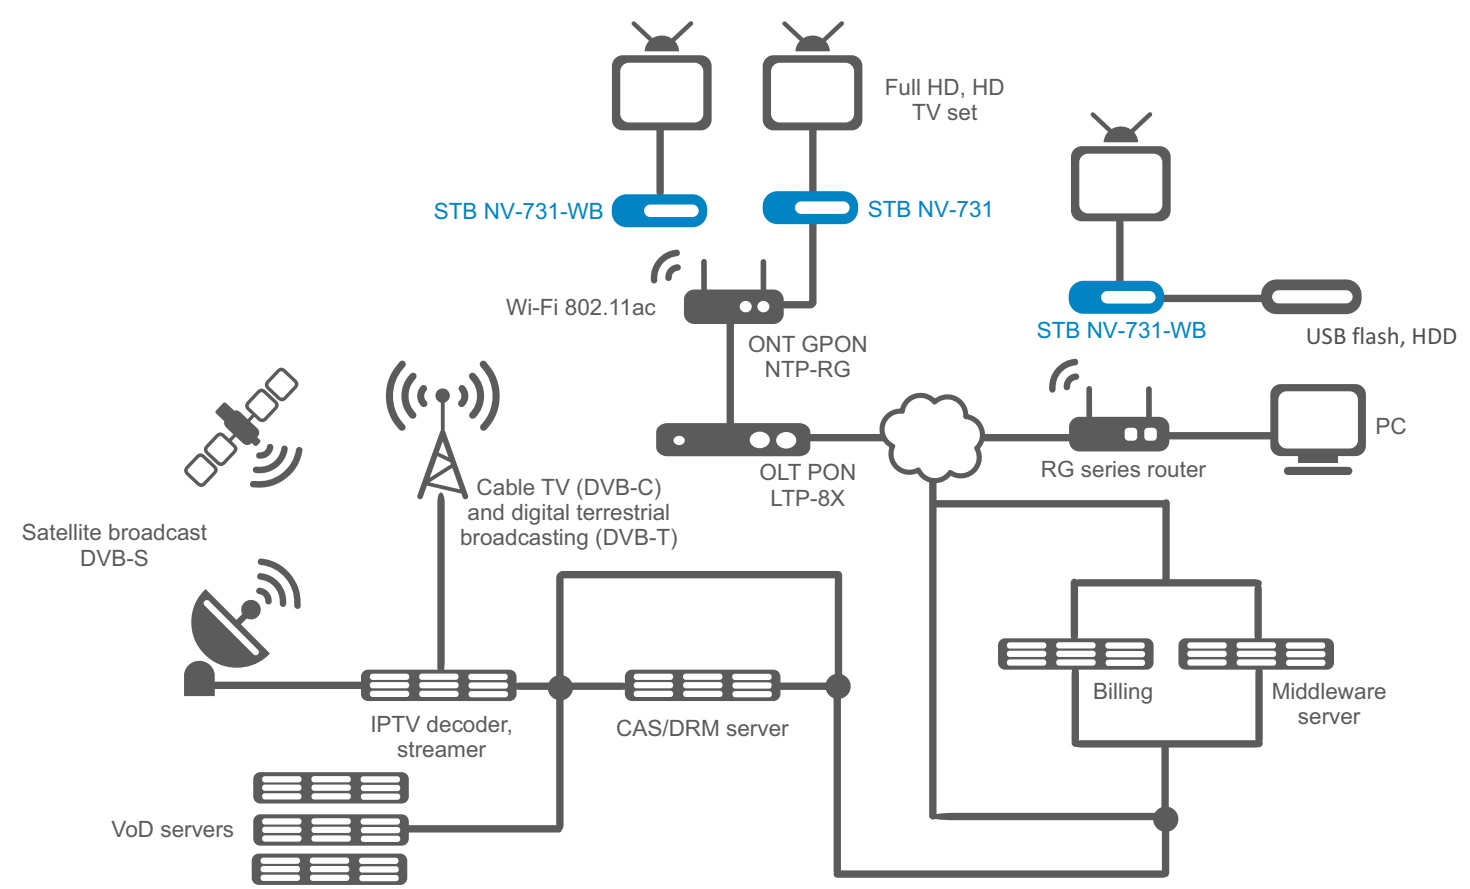 Full HD, HD
TV set
STB NV-731-WB
STB NV-731
Wi-Fi 802.11ac
ONT GPON
NTP-RG
STB NV-731-WB
USB flash, HDD
PC
RG series router
OLT PON
LTP-8X
Cable TV (DVB-C)
and digital terrestrial
broadcasting (DVB-T)
Satellite broadcast
DVB-S
IPTV decoder,
streamer
CAS/DRM server
Billing
Middleware
server
VoD servers